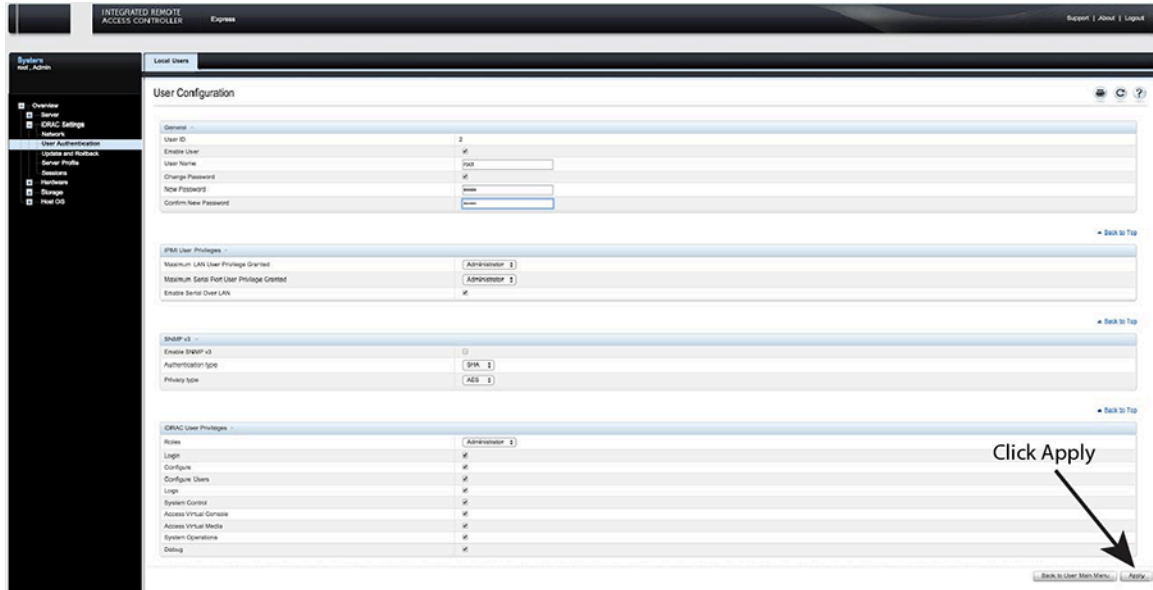 INTEGRATED REMOTE
ACCESS CONTROLLER Express
Support | About | Logout
System
root , Admin
Local Users
Overview
Server
iDRAC Settings
Network
User Authentication
Update and Rollback
Server Profile
Sessions
Hardware
Storage
Host OS
User Configuration
General
User ID 2
Enable User
User Name root
Change Password
New Password
Confirm New Password
Back to Top
IPMI User Privileges
Maximum LAN User Privilege Granted Administrator
Maximum Serial Port User Privilege Granted Administrator
Enable Serial Over LAN
Back to Top
SNMP v3
Enable SNMP v3
Authentication type SHA
Privacy type AES
Back to Top
iDRAC User Privileges
Roles Administrator
Login
Configure
Configure Users
Logs
System Control
Access Virtual Console
Access Virtual Media
System Operations
Debug
Click Apply
Back to User Main Menu Apply